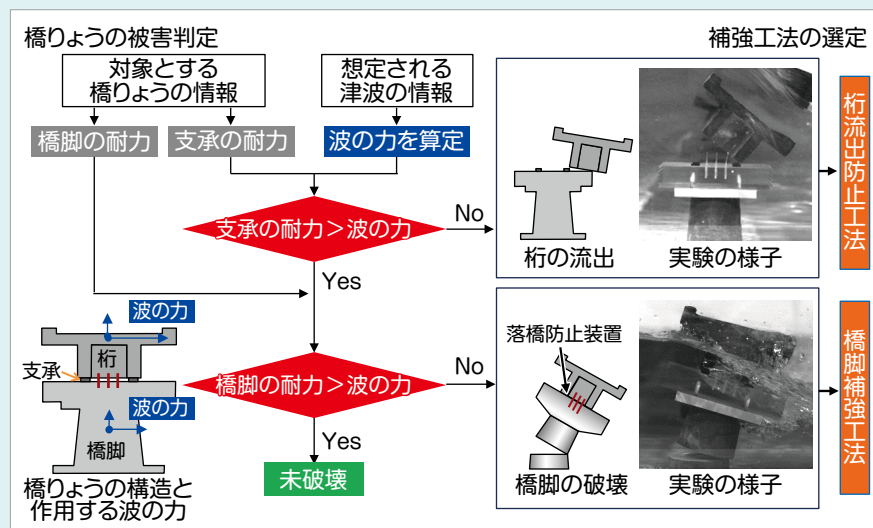 橋りょうの被害判定
補強工法の選定
対象とする
橋りょうの情報
想定される
津波の情報
橋脚の耐力
支承の耐力
波の力を算定
支承の耐力＞波の力
No
Yes
桁の流出
実験の様子
桁流出防止工法
波の力
桁
支承
波の力
橋脚
橋りょうの構造と
作用する波の力
橋脚の耐力＞波の力
No
Yes
未破壊
落橋防止装置
橋脚の破壊
実験の様子
橋脚補強工法